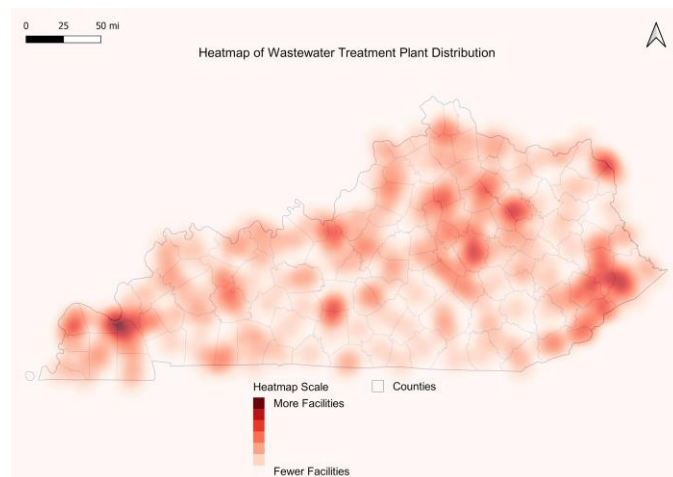 0 25 50 mi
Heatmap of Wastewater Treatment Plant Distribution
Heatmap Scale
Counties
More Facilities
Fewer Facilities